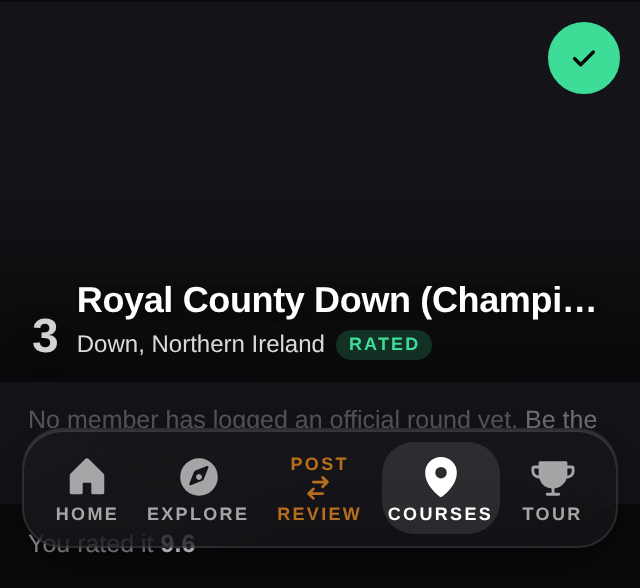 Royal County Down (Champi…
3
Down, Northern Ireland RATED
No member has logged an official round yet. Be the
POST
HOME EXPLORE REVIEW COURSES TOUR
You rated it 9.6